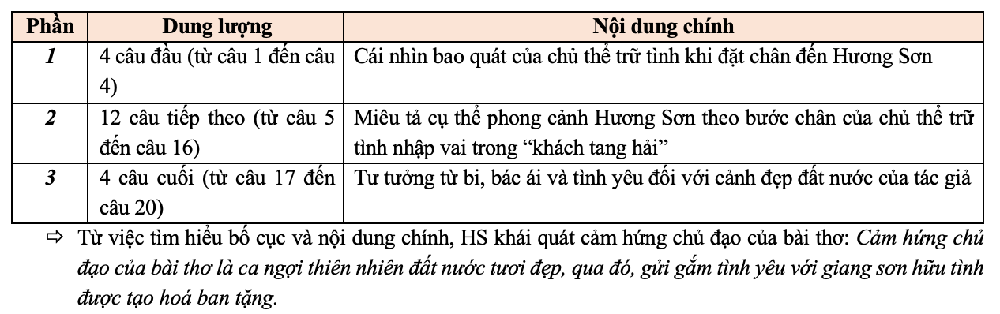 Phần Dung lượng Nội dung chính
1 4 câu đầu (từ câu 1 đến câu Cái nhìn bao quát của chủ thể trữ tình khi đặt chân đến Hương Sơn
4)
2 12 câu tiếp theo (từ câu 5 Miêu tả cụ thể phong cảnh Hương Sơn theo bước chân của chủ thể trữ
đến câu 16) tình nhập vai trong “khách tang hải”
3 4 câu cuối (từ câu 17 đến Tư tưởng từ bi, bác ái và tình yêu đối với cảnh đẹp đất nước của tác giả
câu 20)
⇨ Từ việc tìm hiểu bố cục và nội dung chính, HS khái quát cảm hứng chủ đạo của bài thơ: Cảm hứng chủ
đạo của bài thơ là ca ngợi thiên nhiên đất nước tươi đẹp, qua đó, gửi gắm tình yêu với giang sơn hữu tình
được tạo hoá ban tặng.